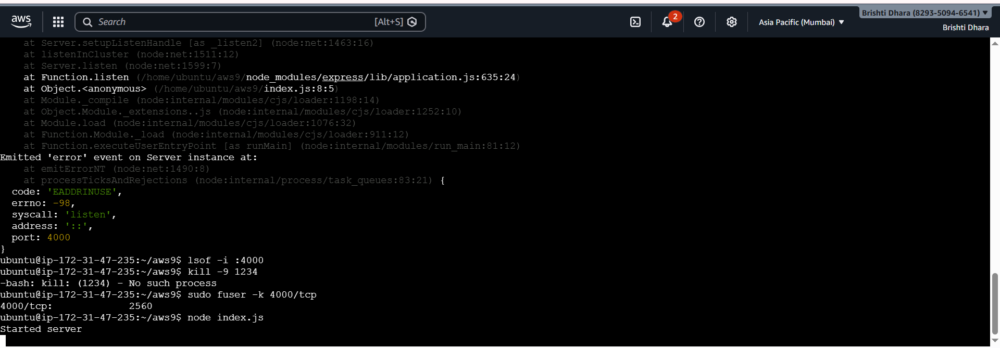 aws
Search
[Alt+S]
2
Asia Pacific (Mumbai) ▼
Brishti Dhara (8293-5094-6541) ▼
Brishti Dhara
at Server.setupListenHandle [as _listen2] (node:net:1463:16)
at listenInCluster (node:net:1511:12)
at Server.listen (node:net:1599:7)
at Function.listen (/home/ubuntu/aws9/node_modules/express/lib/application.js:635:24)
at Object.<anonymous> (/home/ubuntu/aws9/index.js:8:5)
at Module._compile (node:internal/modules/cjs/loader:1198:14)
at Object.Module._extensions..js (node:internal/modules/cjs/loader:1252:10)
at Module.load (node:internal/modules/cjs/loader:1076:32)
at Function.Module._load (node:internal/modules/cjs/loader:911:12)
at Function.executeUserEntryPoint [as runMain] (node:internal/modules/run_main:81:12)
Emitted 'error' event on Server instance at:
at emitErrorNT (node:net:1490:8)
at processTicksAndRejections (node:internal/process/task_queues:83:21) {
code: 'EADDRINUSE',
errno: -98,
syscall: 'listen',
address: '::',
port: 4000
}
ubuntu@ip-172-31-47-235:~/aws9$ lsof -i :4000
ubuntu@ip-172-31-47-235:~/aws9$ kill -9 1234
-bash: kill: (1234) - No such process
ubuntu@ip-172-31-47-235:~/aws9$ sudo fuser -k 4000/tcp
4000/tcp:             2560
ubuntu@ip-172-31-47-235:~/aws9$ node index.js
Started server